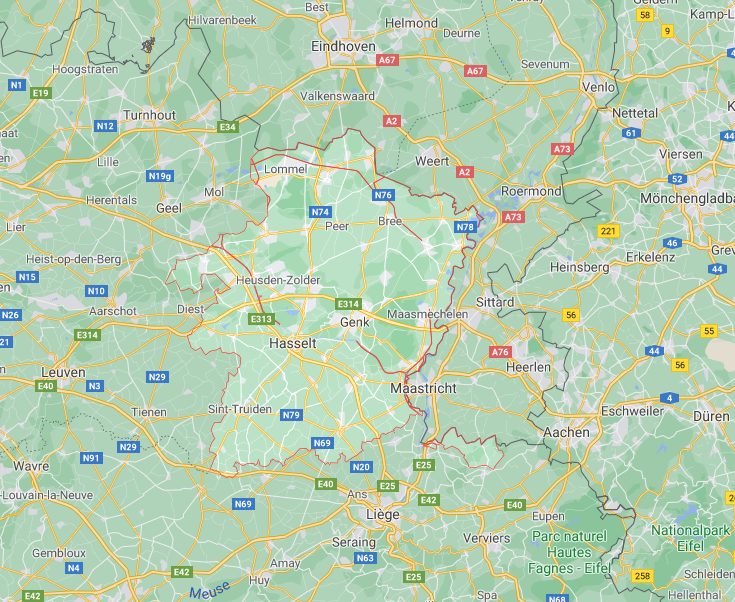 Best
Hilvarenbeek
Helmond
58
Kamp-L
9
Eindhoven
Deurne
A67
A67
Sevenum
Hoogstraten
N1
E19
Venlo
Valkenswaard
Nettetal
Turnhout
A2
N12
E34
61
44
A73
Viersen
Lille
Weert
A2
Lommel
N19g
52
Mol
N76
Roermond
Herentals
Mönchengladba
Geel
N74
A73
Lier
Peer
Bree
N78
221
46
Grev
Erkelenz
Heist-op-den-Berg
Heinsberg
44
N15
Heusden-Zolder
N10
E314
Sittard
Diest
Aarschot
N26
Maasmechelen
56
E313
Genk
55
E314
21
Hasselt
A76
44
56
Heerlen
Leuven
N29
E40
N3
Maastricht
4
Sint-Truiden
Eschweiler
Tienen
N79
Düren
Aachen
N69
N29
N91
E25
Wavre
N20
E40
E25
-Louvain-la-Neuve
Ans
E42
N69
E40
Liège
Eupen
Parc naturel
Hautes
Fagnes - Eifel
Nationalpark
Eifel
Seraing
Verviers
Gembloux
N63
Amay
N4
E42
E25
258
Schleiden
Huy
Meuse
E42
Spa
N68
Hellenthal